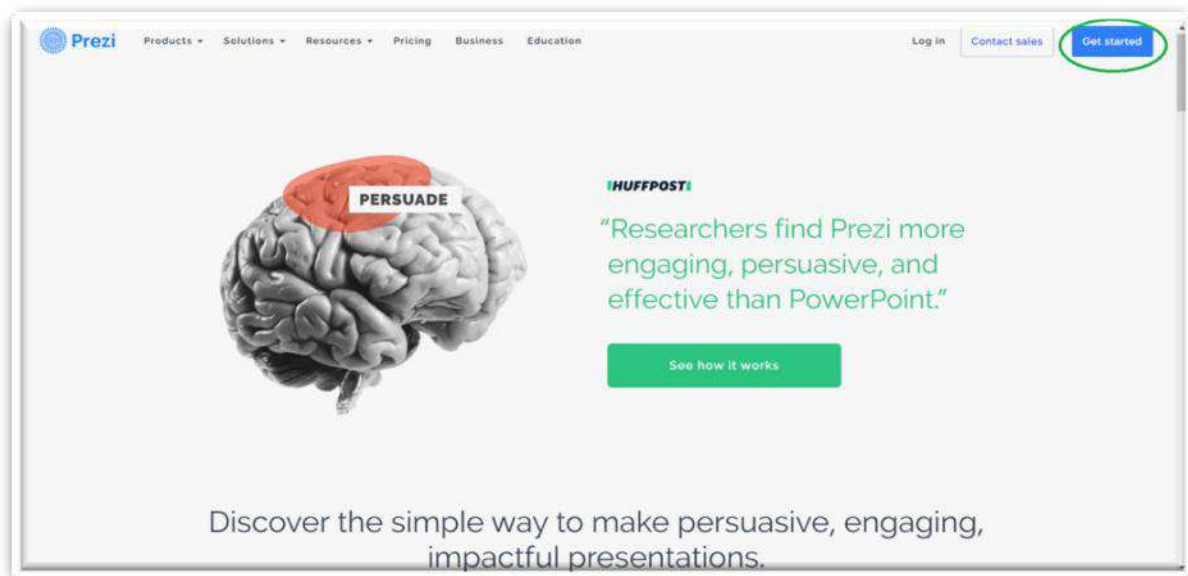 Prezi Products Solutions Resources Pricing Business Education Log in Contact sales Get started
PERSUADE
HUFFPOST
"Researchers find Prezi more
engaging, persuasive, and
effective than PowerPoint."
See how it works
Discover the simple way to make persuasive, engaging,
impactful presentations.